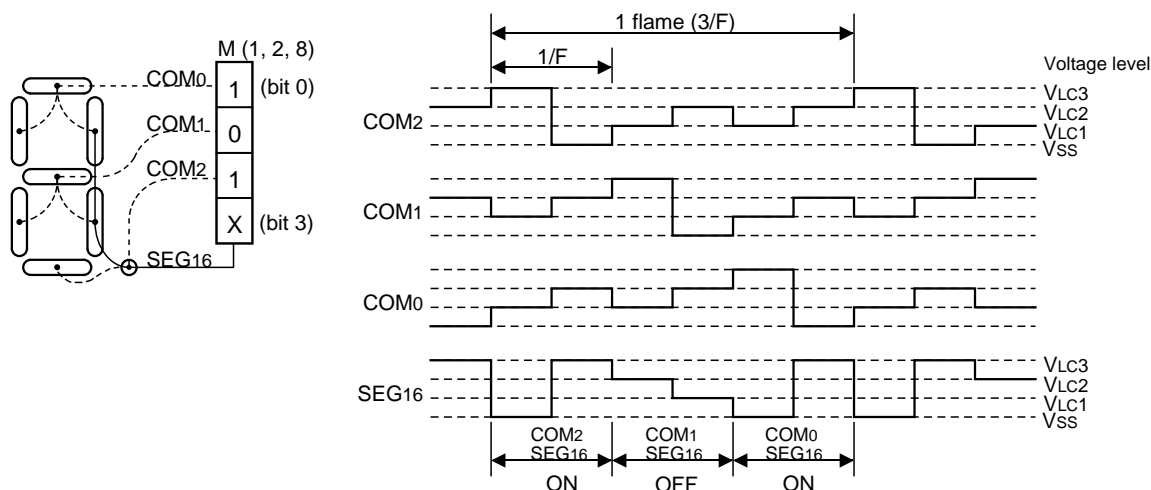 M (1, 2, 8)
COM0
1
(bit 0)
COM1
0
COM2
1
X
(bit 3)
SEG16
1 flame (3/F)
1/F
Voltage level
COM2
VLC3
VLC2
VLC1
VSS
COM1
COM0
SEG16
VLC3
VLC2
VLC1
VSS
COM2
SEG16
COM1
SEG16
COM0
SEG16
ON
OFF
ON